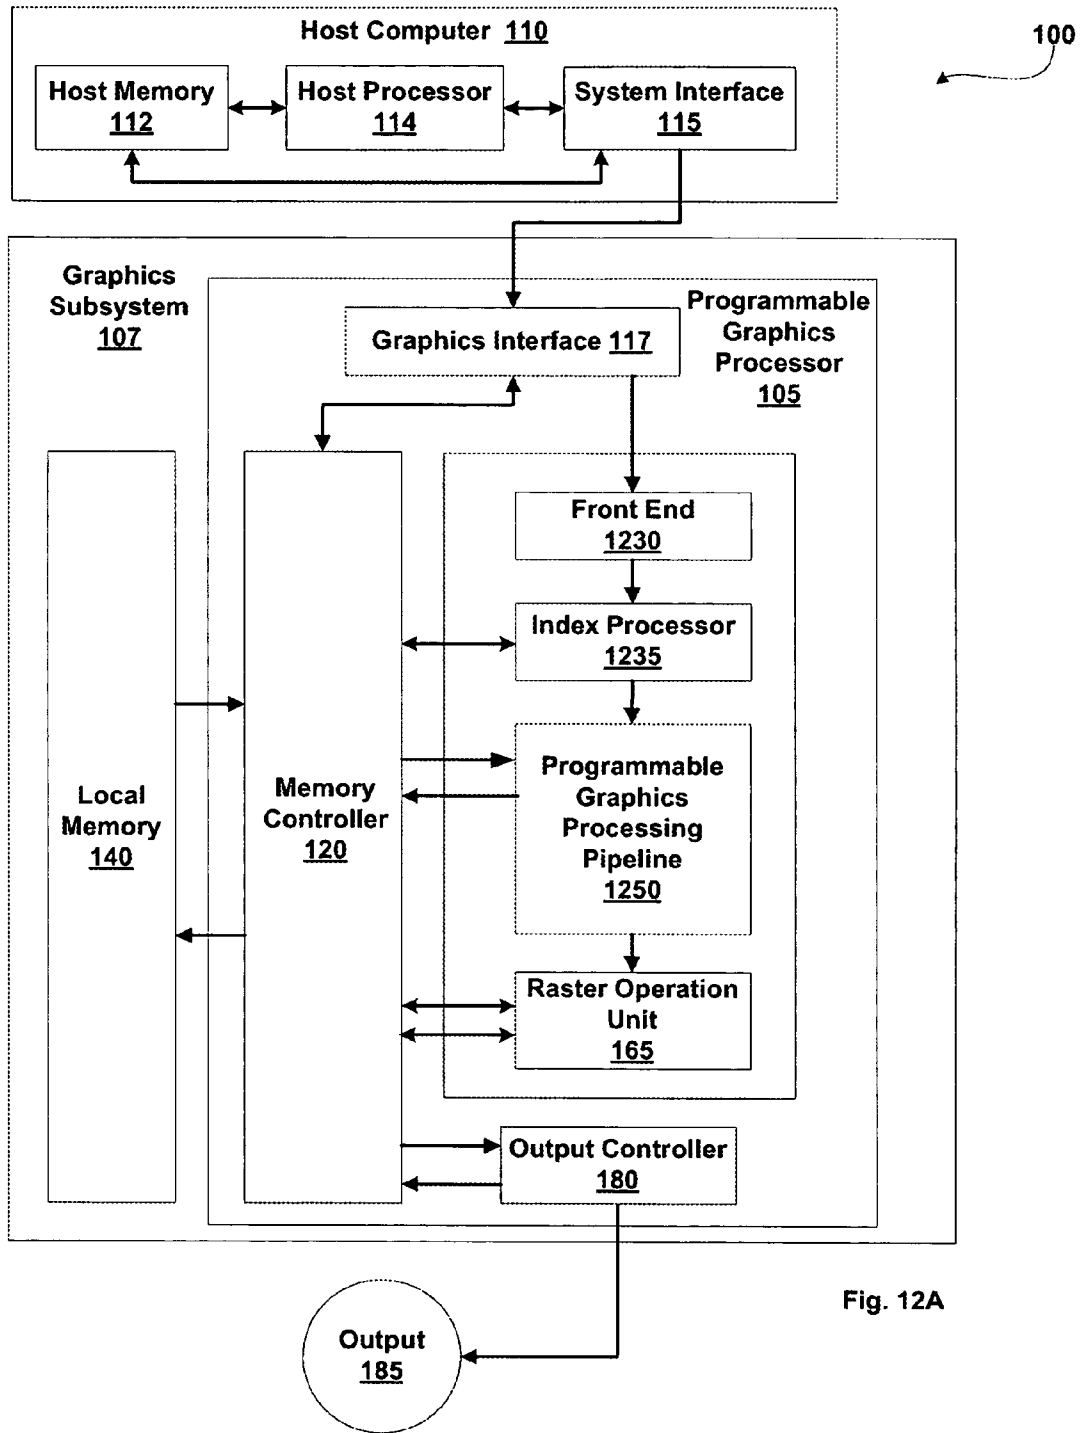 Host Computer 110
100
Host Memory
112
Host Processor
114
System Interface
115
Graphics
Subsystem
107
Programmable
Graphics
Processor
105
Graphics Interface 117
Front End
1230
Index Processor
1235
Local
Memory
140
Memory
Controller
120
Programmable
Graphics
Processing
Pipeline
1250
Raster Operation
Unit
165
Output Controller
180
Fig. 12A
Output
185